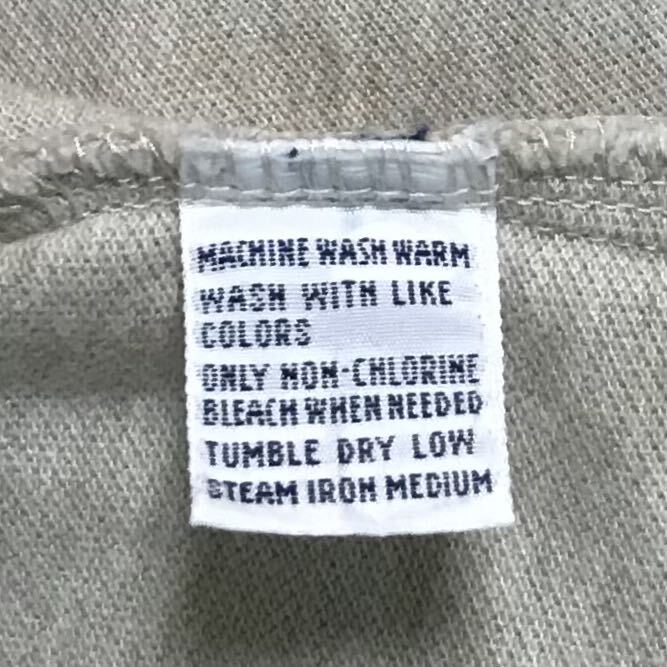 MACHINE WASH WARM
WASH WITH LIKE
COLORS
ONLY NON-CHLORINE
BLEACH WHEN NEEDED
TUMBLE DRY LOW
STEAM IRON MEDIUM